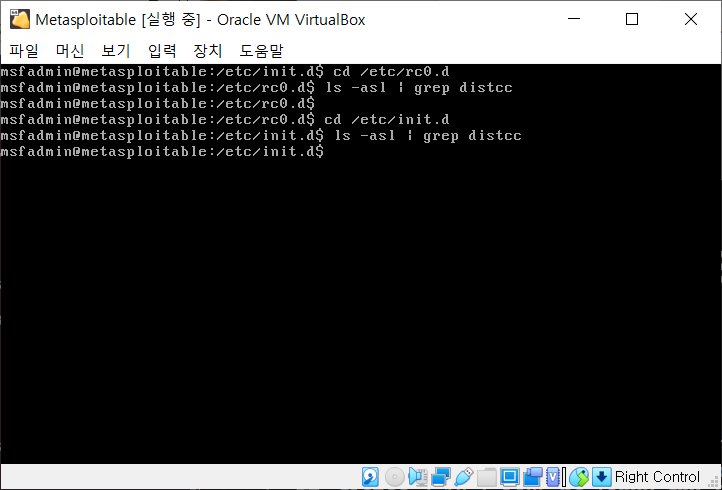 Metasploitable [실행 중] - Oracle VM VirtualBox
파일 머신 보기 입력 장치 도움말
msfadmin@metasploitable:/etc/init.d$ cd /etc/rc0.d
msfadmin@metasploitable:/etc/rc0.d$ ls -asl | grep distcc
msfadmin@metasploitable:/etc/rc0.d$
msfadmin@metasploitable:/etc/rc0.d$ cd /etc/init.d
msfadmin@metasploitable:/etc/init.d$ ls -asl | grep distcc
msfadmin@metasploitable:/etc/init.d$
Right Control